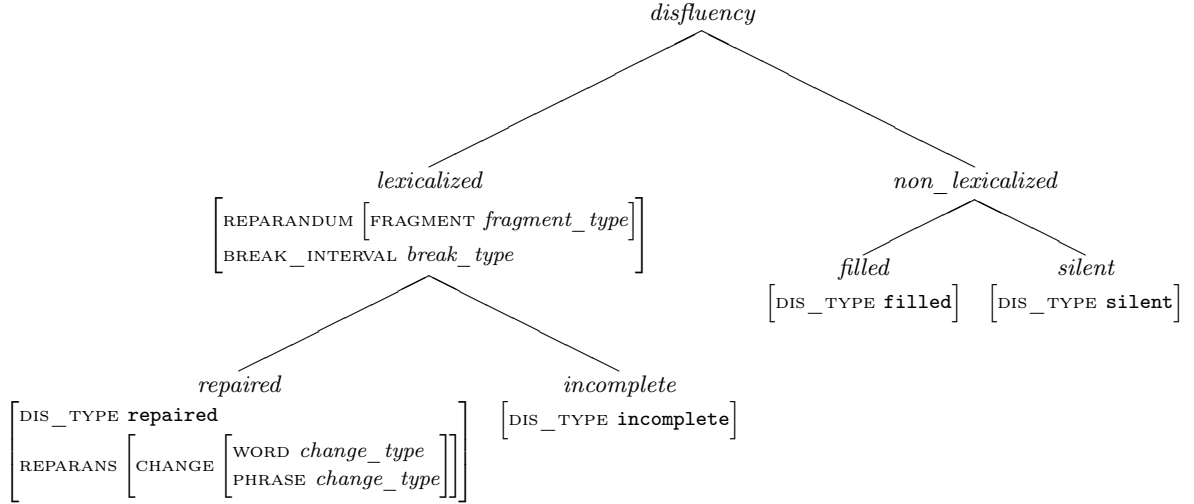 disfluency
lexicalized
non_lexicalized
[REPARANDUM [FRAGMENT fragment_type]
BREAK_INTERVAL break_type]
filled
silent
[DIS_TYPE filled]
[DIS_TYPE silent]
repaired
incomplete
[DIS_TYPE repaired
[DIS_TYPE incomplete]
REPARANS [CHANGE [WORD change_type
PHRASE change_type]]]